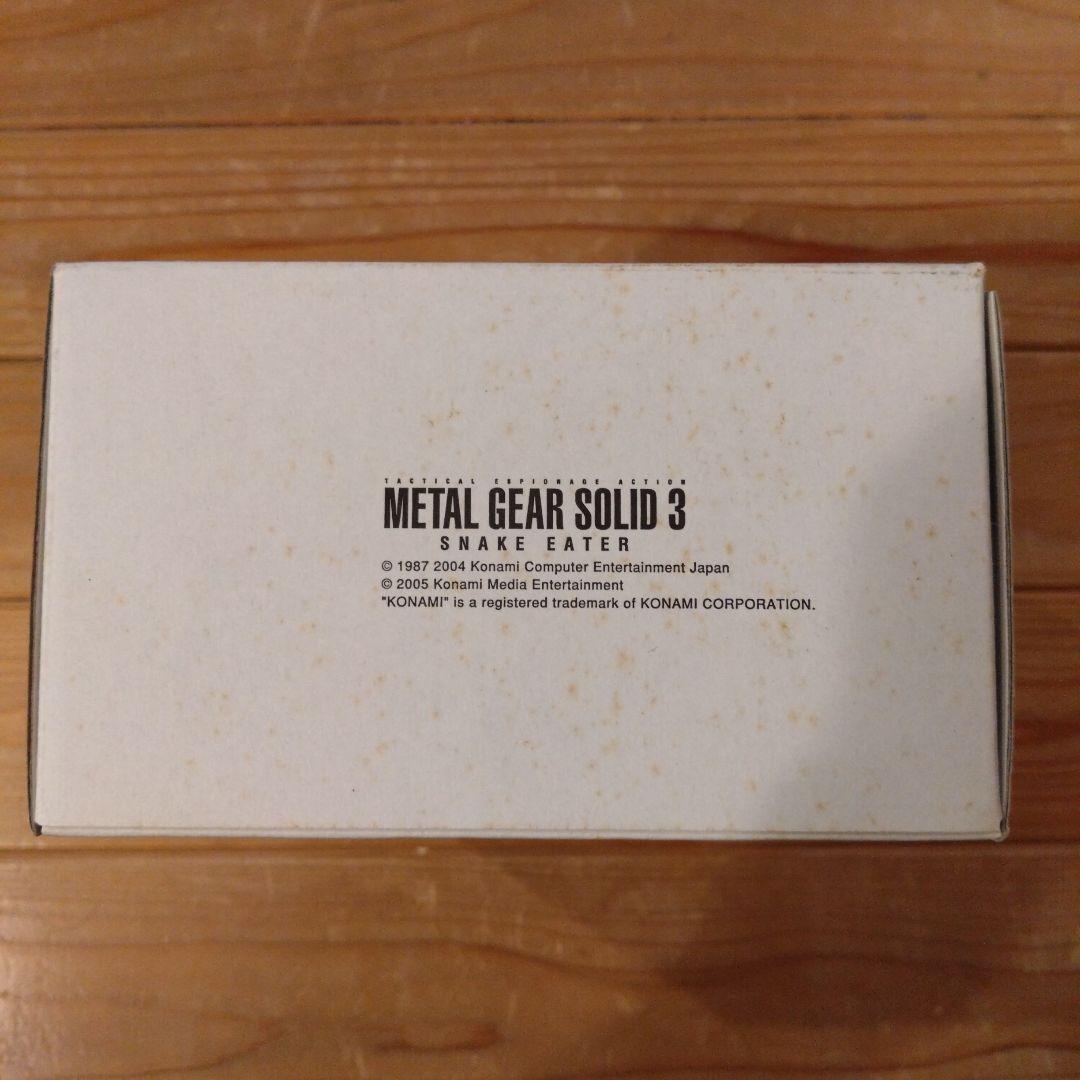 TACTICAL ESPIONAGE ACTION
METAL GEAR SOLID 3
SNAKE EATER
© 1987 2004 Konami Computer Entertainment Japan
© 2005 Konami Media Entertainment
"KONAMI" is a registered trademark of KONAMI CORPORATION.